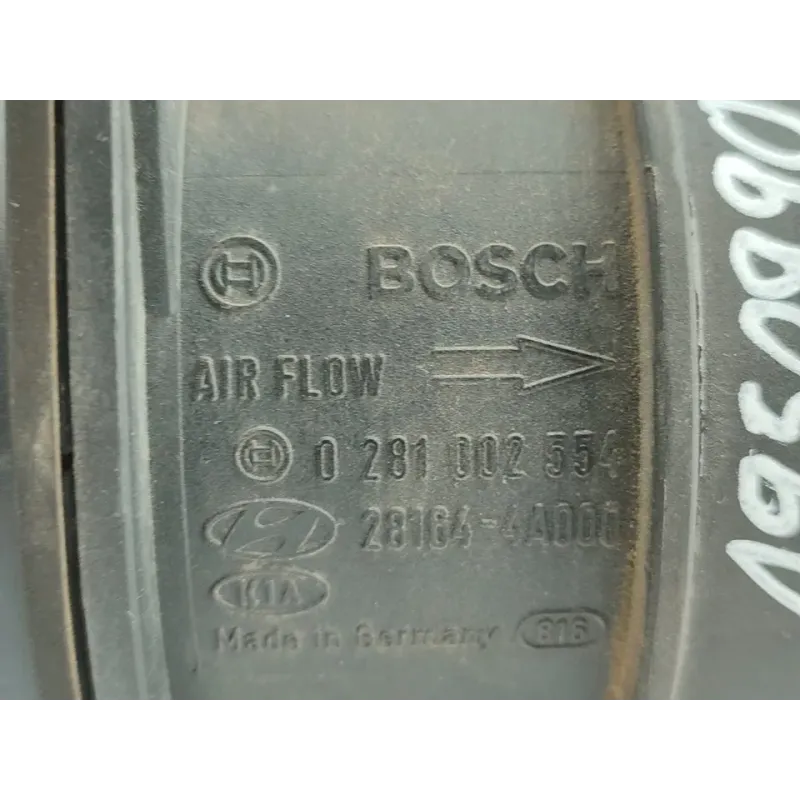 BOSCH
AIR FLOW
0 281 002 554
28164-4A000
KIA
Made in Germany 816